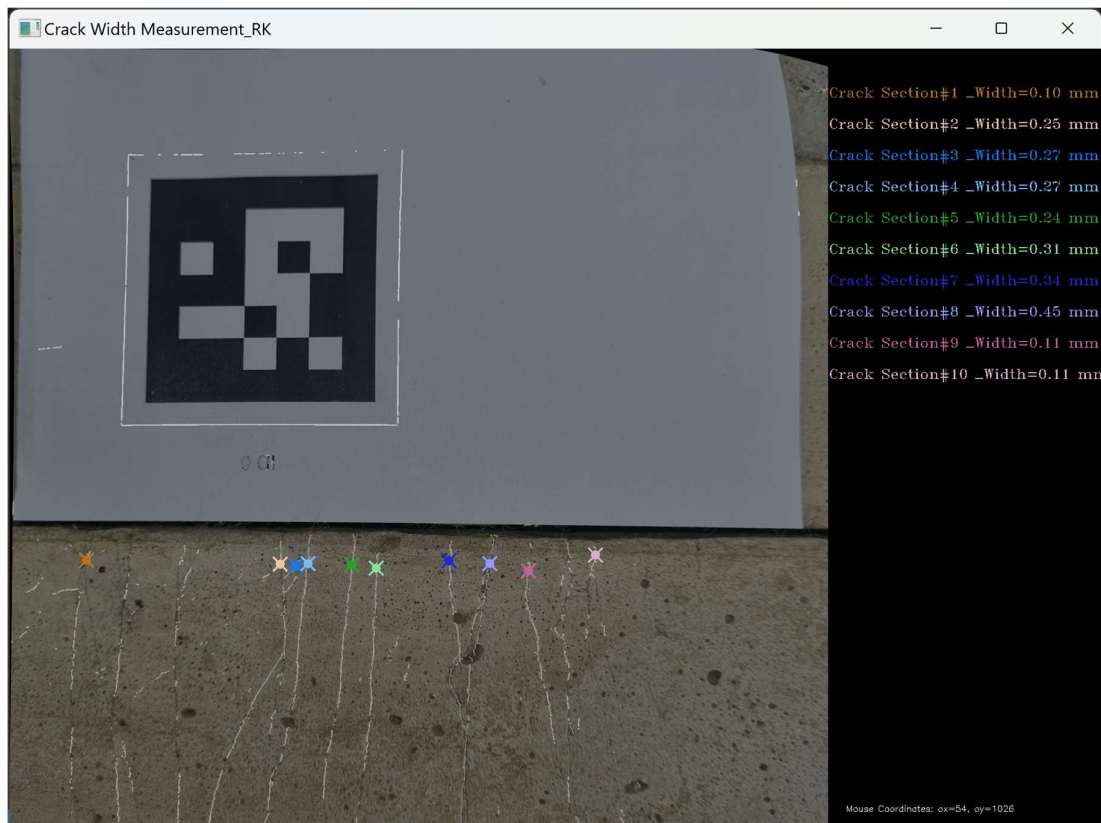 Crack Width Measurement_RK
Crack Section#1 _Width=0.10 mm
Crack Section#2 _Width=0.25 mm
Crack Section#3 _Width=0.27 mm
Crack Section#4 _Width=0.27 mm
Crack Section#5 _Width=0.24 mm
Crack Section#6 _Width=0.31 mm
Crack Section#7 _Width=0.34 mm
Crack Section#8 _Width=0.45 mm
Crack Section#9 _Width=0.11 mm
Crack Section#10 _Width=0.11 mm
Mouse Coordinates: ox=54, oy=1026